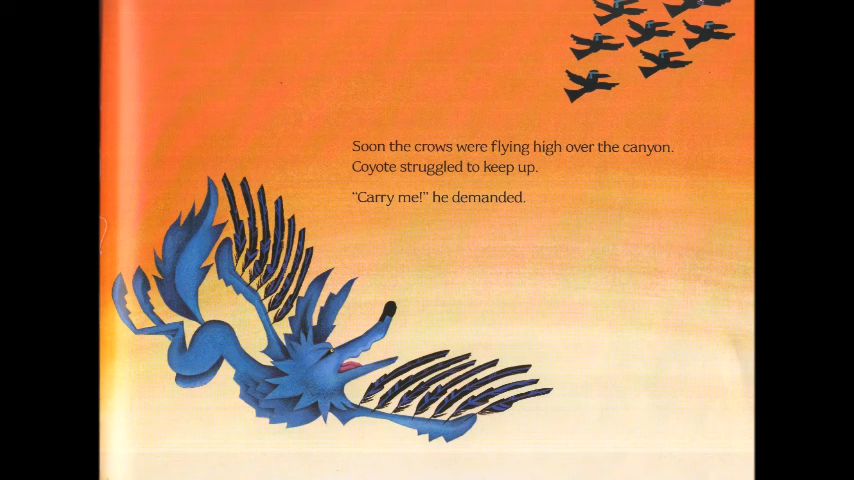 Soon the crows were flying high over the canyon.
Coyote struggled to keep up.
“Carry me!” he demanded.